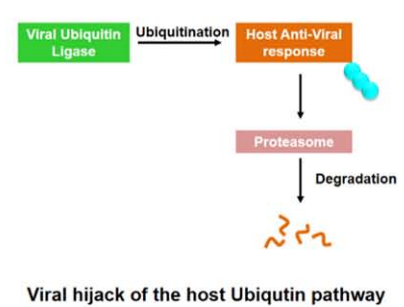 Viral Ubiquitin
Ligase
Ubiquitination
Host Anti-Viral
response
Proteasome
Degradation
Viral hijack of the host Ubiqutin pathway